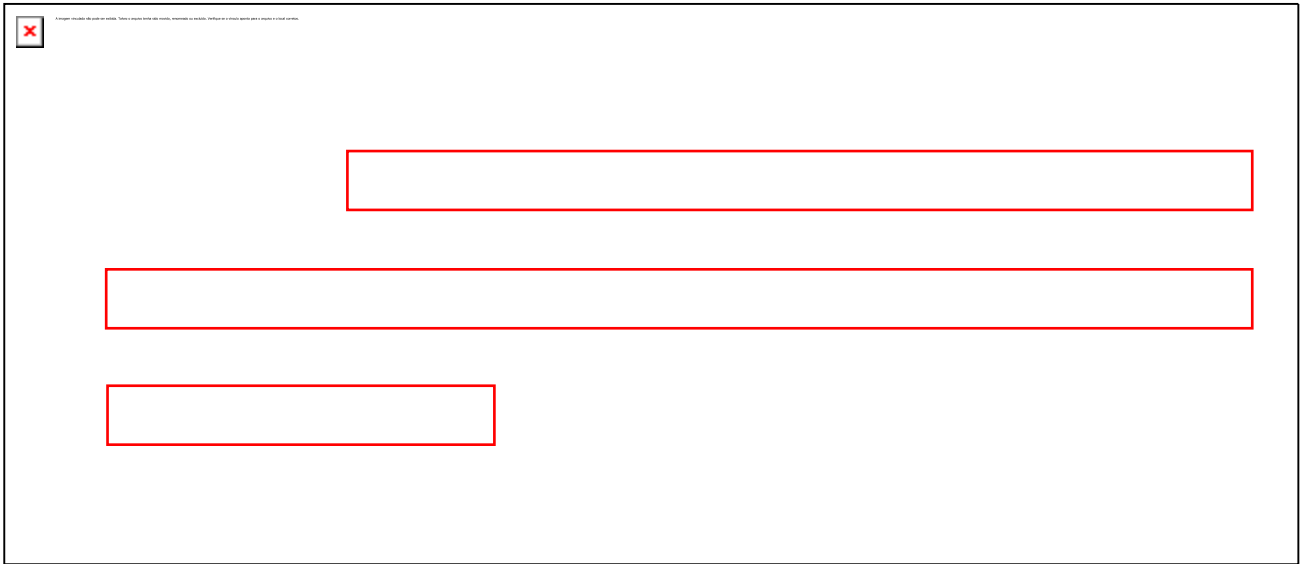 A imagem vinculada não pode ser exibida. Talvez o arquivo tenha sido movido, renomeado ou excluído. Verifique se o vínculo aponta para o arquivo e o local corretos.